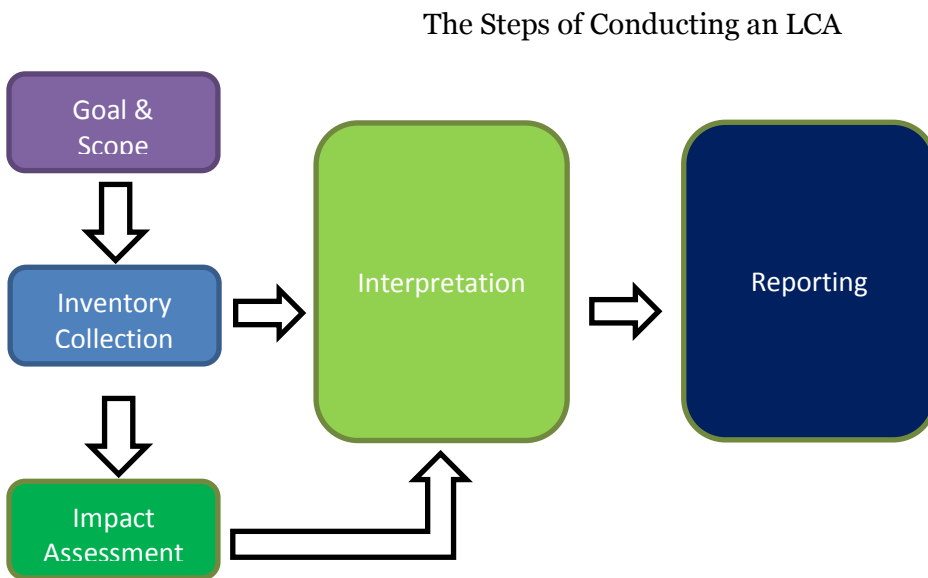 The Steps of Conducting an LCA
Goal &
Scope
Inventory
Collection
Interpretation
Reporting
Impact
Assessment